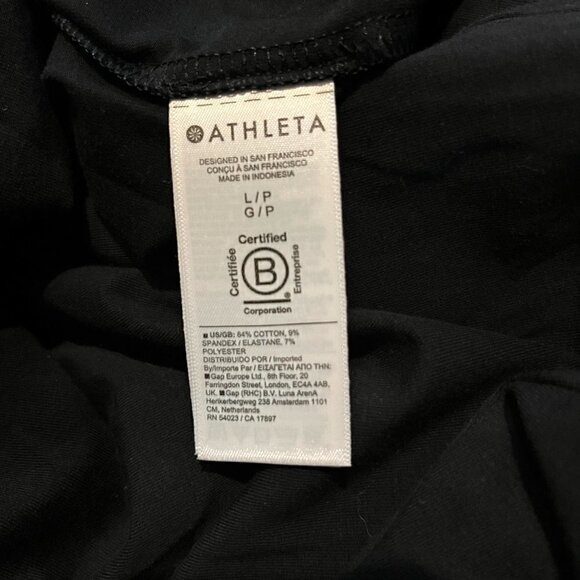 ATHLETA
DESIGNED IN SAN FRANCISCO
CONÇU À SAN FRANCISCO
MADE IN INDONESIA
L / P
G / P
Certified
Certifiée
B
Entreprise
®
Corporation
US/GB: 84% COTTON, 9%
SPANDEX / ELASTANE, 7%
POLYESTER
DISTRIBUIDO POR / Imported
By/Importe Par / ΕΙΣΑΓΕΤΑΙ ΑΠΟ ΤΗΝ:
Gap Europe Ltd., 8th Floor, 20
Farringdon Street, London, EC4A 4AB,
UK. Gap (RHC) B.V. Luna ArenA
Herikerbergweg 238 Amsterdam 1101
CM, Netherlands
RN 54023 / CA 17897